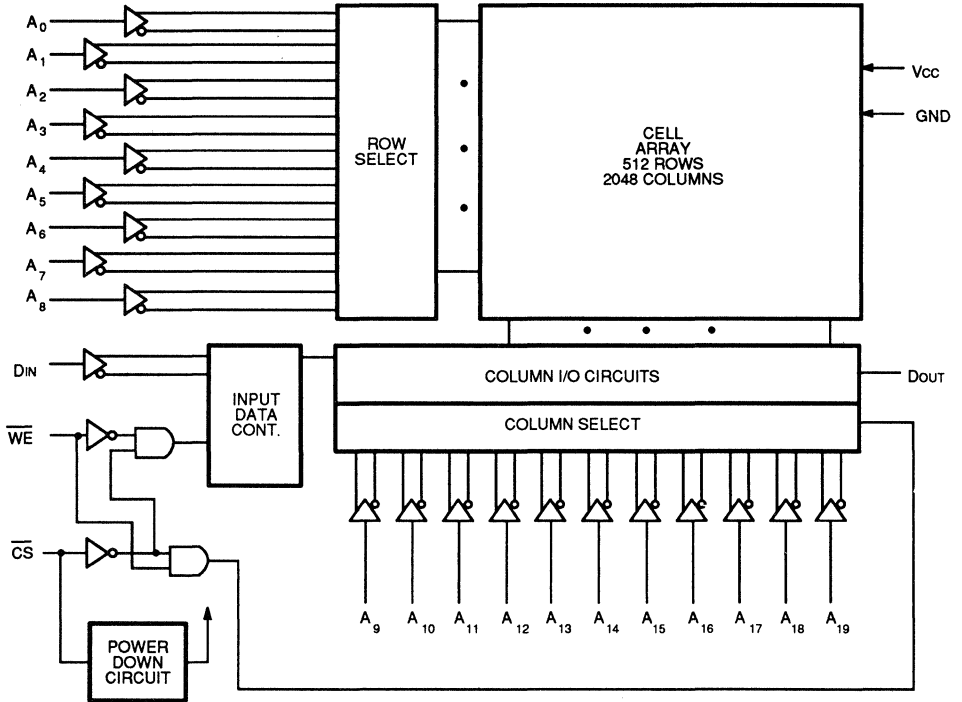 A0
A1
A2
A3
A4
A5
A6
A7
A8
ROW
SELECT
CELL
ARRAY
512 ROWS
2048 COLUMNS
VCC
GND
DIN
INPUT
DATA
CONT.
COLUMN I/O CIRCUITS
DOUT
COLUMN SELECT
WE
CS
POWER
DOWN
CIRCUIT
A9 A10 A11 A12 A13 A14 A15 A16 A17 A18 A19